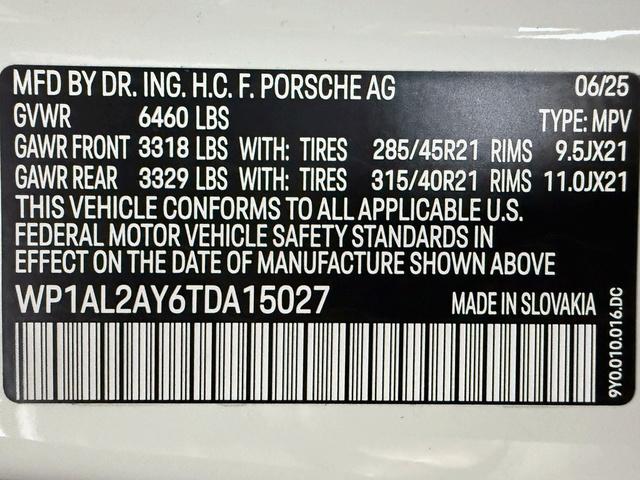 MFD BY DR. ING. H.C. F. PORSCHE AG 06/25
GVWR 6460 LBS TYPE: MPV
GAWR FRONT 3318 LBS WITH: TIRES 285/45R21 RIMS 9.5JX21
GAWR REAR 3329 LBS WITH: TIRES 315/40R21 RIMS 11.0JX21
THIS VEHICLE CONFORMS TO ALL APPLICABLE U.S.
FEDERAL MOTOR VEHICLE SAFETY STANDARDS IN
EFFECT ON THE DATE OF MANUFACTURE SHOWN ABOVE
WP1AL2AY6TDA15027 MADE IN SLOVAKIA
9Y0.010.016.DC